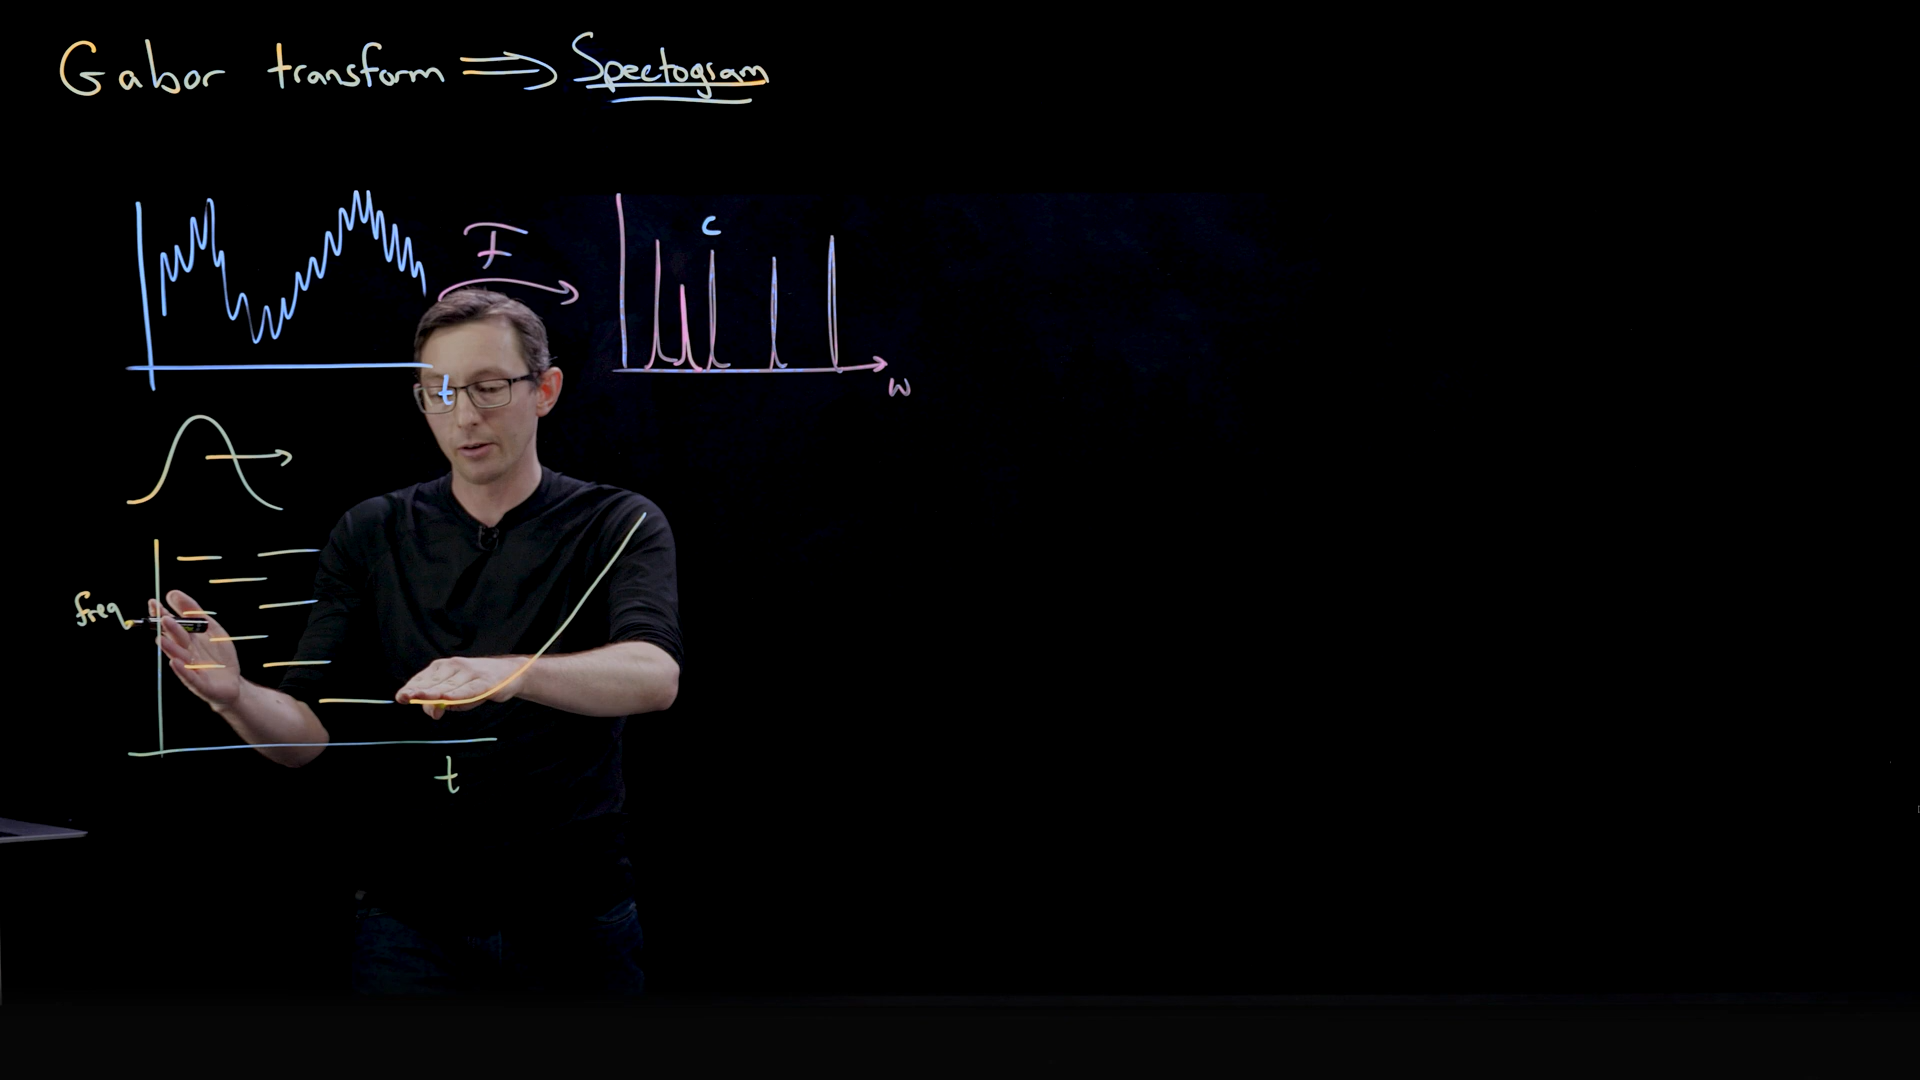 Gabor transform ⟹ Spectogram
F
c
t
w
freq
t